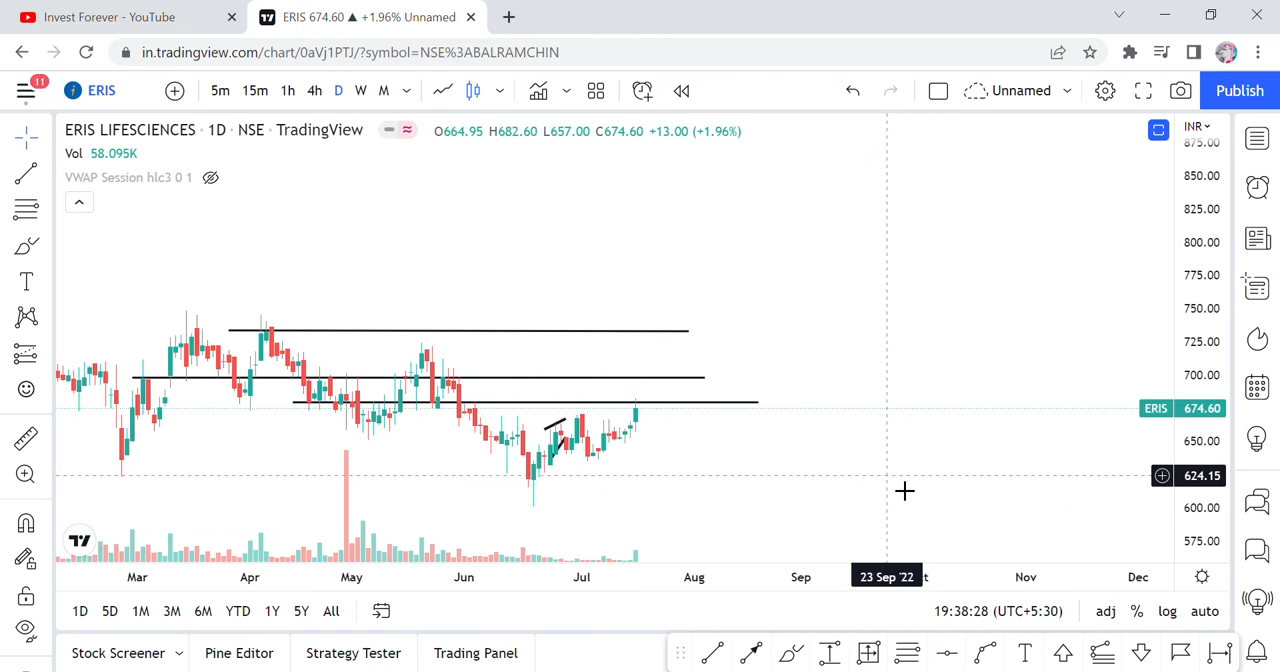 Invest Forever - YouTube
ERIS 674.60 ▲ +1.96% Unnamed
in.tradingview.com/chart/0aVj1PTJ/?symbol=NSE%3ABALRAMCHIN
11
ERIS
5m 15m 1h 4h D W M
Unnamed
Publish
ERIS LIFESCIENCES · 1D · NSE · TradingView
O664.95 H682.60 L657.00 C674.60 +13.00 (+1.96%)
INR
Vol 58.095K
VWAP Session hlc3 0 1
875.00
850.00
825.00
800.00
775.00
750.00
725.00
700.00
ERIS 674.60
650.00
624.15
600.00
575.00
Mar Apr May Jun Jul Aug Sep 23 Sep '22 t Nov Dec
1D 5D 1M 3M 6M YTD 1Y 5Y All
19:38:28 (UTC+5:30) adj % log auto
Stock Screener Pine Editor Strategy Tester Trading Panel